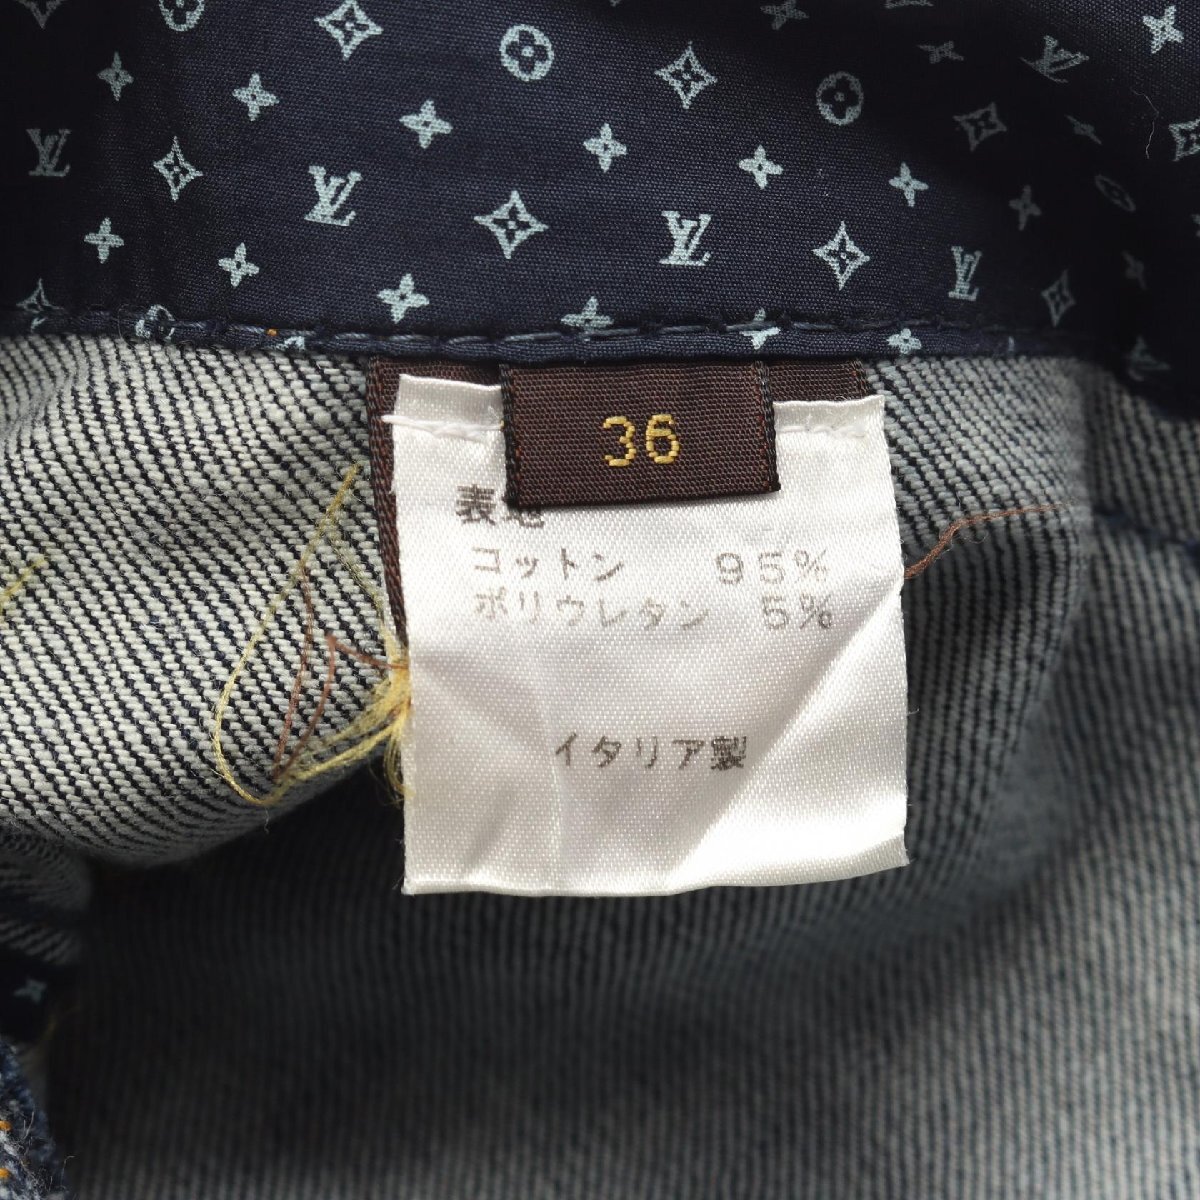 36
表地
コットン 95%
ポリウレタン 5%
イタリア製